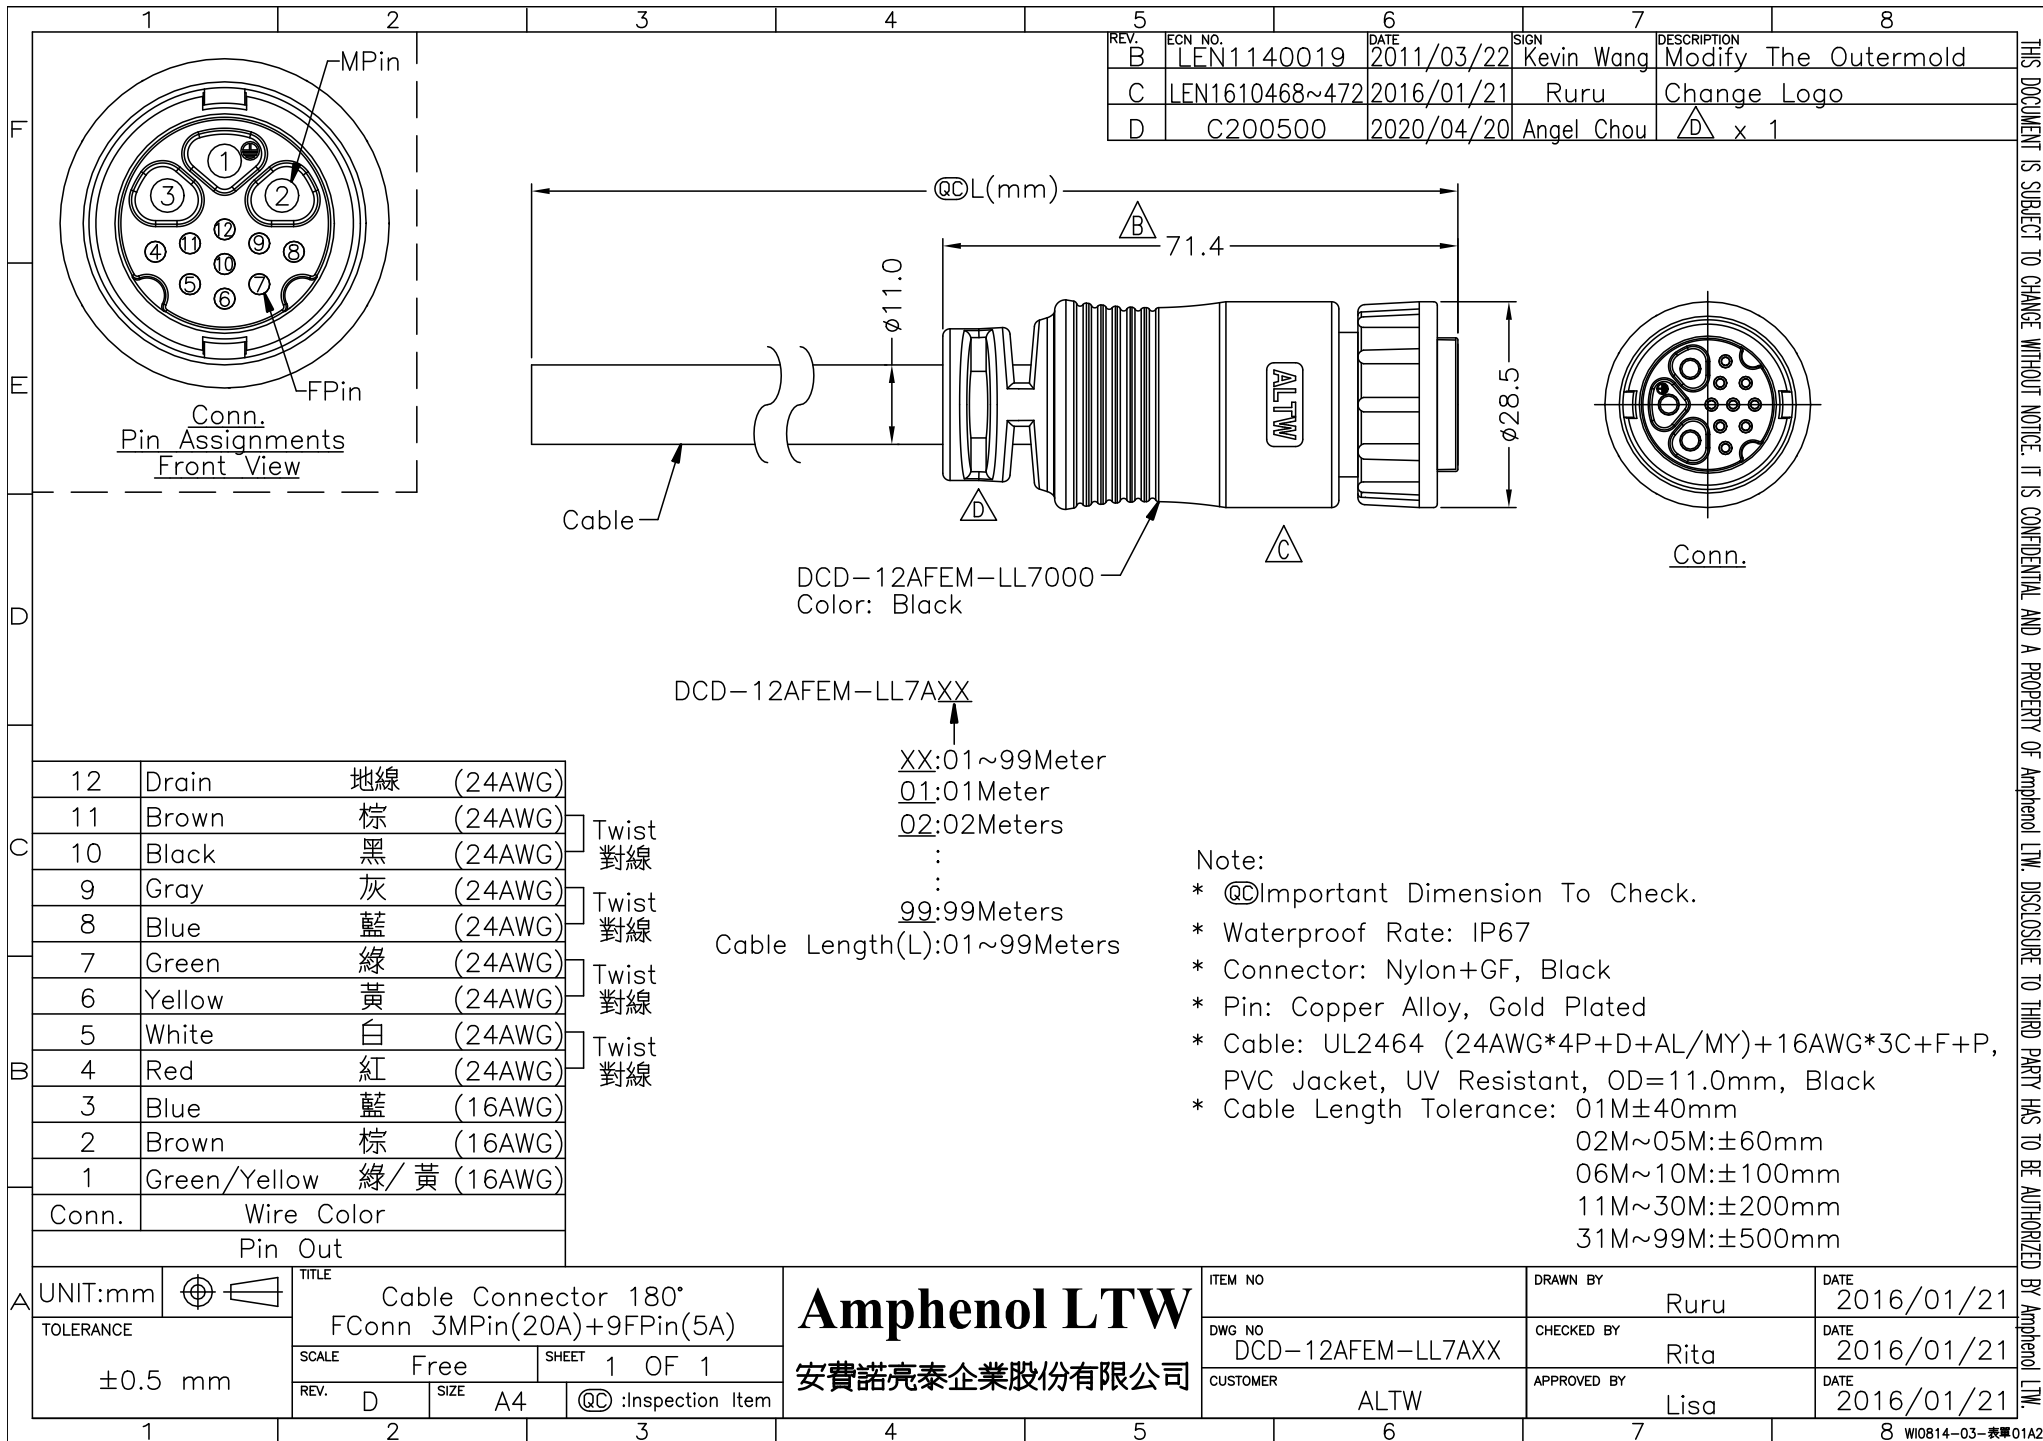 1 2 3 4 5 6 7 8
F
E
D
C
B
A
REV. ECN NO. DATE SIGN DESCRIPTION
B LEN1140019 2011/03/22 Kevin Wang Modify The Outermold
C LEN1610468~472 2016/01/21 Ruru Change Logo
D C200500 2020/04/20 Angel Chou D x 1
MPin
1
3 2
12
11 9
4 8
10
5 7
6
FPin
Conn.
Pin Assignments
Front View
QC L(mm)
B
71.4
ø11.0
ALTW
ø28.5
Cable
D
C
Conn.
DCD-12AFEM-LL7000
Color: Black
DCD-12AFEM-LL7AXX
XX:01~99Meter
01:01Meter
02:02Meters
:
:
99:99Meters
Cable Length(L):01~99Meters
12 Drain 地線 (24AWG)
11 Brown 棕 (24AWG)
10 Black 黑 (24AWG)
Twist
對線
9 Gray 灰 (24AWG)
8 Blue 藍 (24AWG)
Twist
對線
7 Green 綠 (24AWG)
6 Yellow 黃 (24AWG)
Twist
對線
5 White 白 (24AWG)
4 Red 紅 (24AWG)
Twist
對線
3 Blue 藍 (16AWG)
2 Brown 棕 (16AWG)
1 Green/Yellow 綠/黃 (16AWG)
Conn. Wire Color
Pin Out
Note:
* QC Important Dimension To Check.
* Waterproof Rate: IP67
* Connector: Nylon+GF, Black
* Pin: Copper Alloy, Gold Plated
* Cable: UL2464 (24AWG*4P+D+AL/MY)+16AWG*3C+F+P,
PVC Jacket, UV Resistant, OD=11.0mm, Black
* Cable Length Tolerance: 01M±40mm
02M~05M:±60mm
06M~10M:±100mm
11M~30M:±200mm
31M~99M:±500mm
UNIT:mm
TOLERANCE
±0.5 mm
TITLE
Cable Connector 180°
FConn 3MPin(20A)+9FPin(5A)
SCALE Free SHEET 1 OF 1
REV. D SIZE A4 QC :Inspection Item
Amphenol LTW
安費諾亮泰企業股份有限公司
ITEM NO
DWG NO
DCD-12AFEM-LL7AXX
CUSTOMER
ALTW
DRAWN BY Ruru DATE 2016/01/21
CHECKED BY Rita DATE 2016/01/21
APPROVED BY Lisa DATE 2016/01/21
1 2 3 4 5 6 7 8
WI0814-03-表單01A2
THIS DOCUMENT IS SUBJECT TO CHANGE WITHOUT NOTICE. IT IS CONFIDENTIAL AND A PROPERTY OF Amphenol LTW. DISCLOSURE TO THIRD PARTY HAS TO BE AUTHORIZED BY Amphenol LTW.